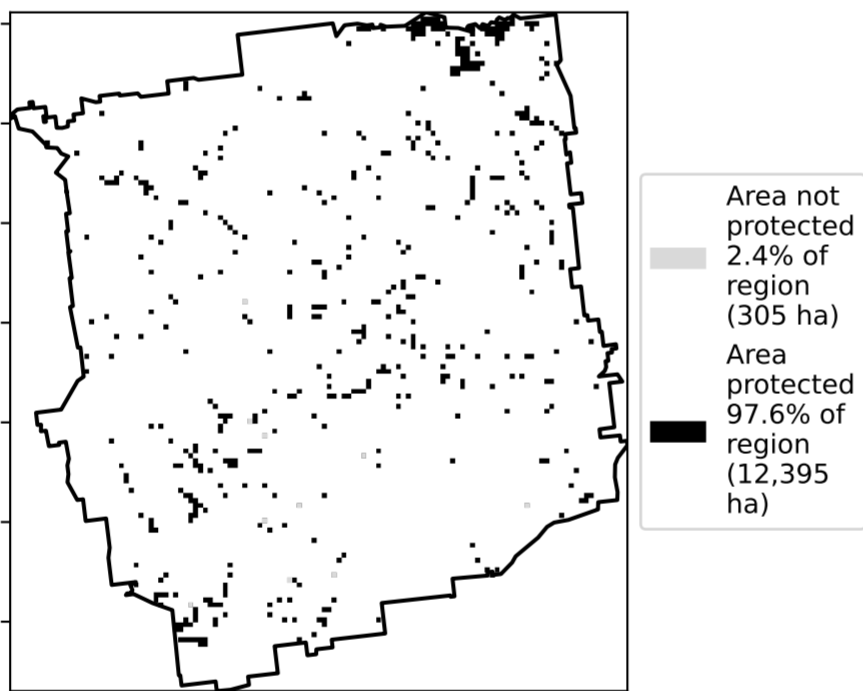 Area not
protected
2.4% of
region
(305 ha)
Area
protected
97.6% of
region
(12,395
ha)